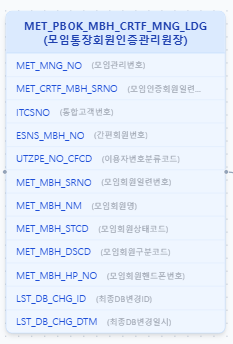 MET_PBOK_MBH_CRTF_MNG_LDG
(모임통장회원인증관리원장)
MET_MNG_NO (모임관리번호)
MET_CRTF_MBH_SRNO (모임인증회원일련...
ITCSNO (통합고객번호)
ESNS_MBH_NO (간편회원번호)
UTZPE_NO_CFCD (이용자번호분류코드)
MET_MBH_SRNO (모임회원일련번호)
MET_MBH_NM (모임회원명)
MET_MBH_STCD (모임회원상태코드)
MET_MBH_DSCD (모임회원구분코드)
MET_MBH_HP_NO (모임회원핸드폰번호)
LST_DB_CHG_ID (최종DB변경ID)
LST_DB_CHG_DTM (최종DB변경일시)